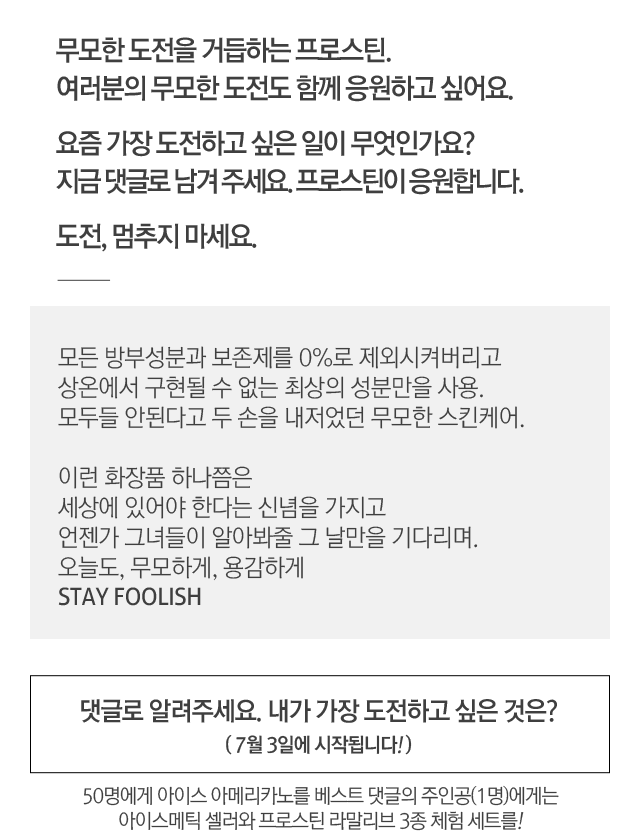 무모한 도전을 거듭하는 프로스틴.
여러분의 무모한 도전도 함께 응원하고 싶어요.
요즘 가장 도전하고 싶은 일이 무엇인가요?
지금 댓글로 남겨 주세요. 프로스틴이 응원합니다.
도전, 멈추지 마세요.
모든 방부성분과 보존제를 0%로 제외시켜버리고
상온에서 구현될 수 없는 최상의 성분만을 사용.
모두들 안된다고 두 손을 내저었던 무모한 스킨케어.
이런 화장품 하나쯤은
세상에 있어야 한다는 신념을 가지고
언젠가 그녀들이 알아봐줄 그 날만을 기다리며.
오늘도, 무모하게, 용감하게
STAY FOOLISH
댓글로 알려주세요. 내가 가장 도전하고 싶은 것은?
( 7월 3일에 시작됩니다! )
50명에게 아이스 아메리카노를 베스트 댓글의 주인공(1명)에게는
아이스메틱 셀러와 프로스틴 라말리브 3종 체험 세트를!